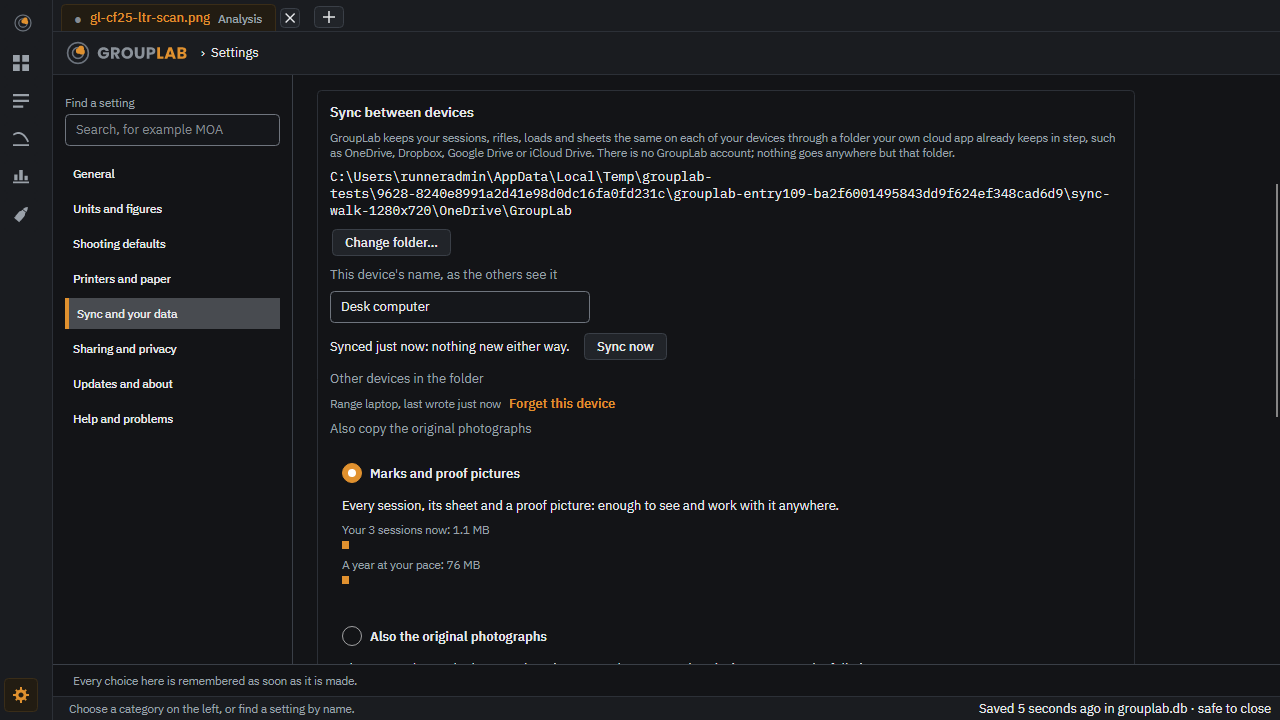 gl-cf25-ltr-scan.png Analysis
GROUPLAB › Settings
Find a setting
Search, for example MOA
General
Units and figures
Shooting defaults
Printers and paper
Sync and your data
Sharing and privacy
Updates and about
Help and problems
Sync between devices
GroupLab keeps your sessions, rifles, loads and sheets the same on each of your devices through a folder your own cloud app already keeps in step, such
as OneDrive, Dropbox, Google Drive or iCloud Drive. There is no GroupLab account; nothing goes anywhere but that folder.
C:\Users\runneradmin\AppData\Local\Temp\grouplab-
tests\9628-8240e8991a2d41e98d0dc16fa0fd231c\grouplab-entry109-ba2f6001495843dd9f624ef348cad6d9\sync-
walk-1280x720\OneDrive\GroupLab
Change folder...
This device's name, as the others see it
Desk computer
Synced just now: nothing new either way. Sync now
Other devices in the folder
Range laptop, last wrote just now Forget this device
Also copy the original photographs
Marks and proof pictures
Every session, its sheet and a proof picture: enough to see and work with it anywhere.
Your 3 sessions now: 1.1 MB
A year at your pace: 76 MB
Also the original photographs
Every choice here is remembered as soon as it is made.
Choose a category on the left, or find a setting by name.
Saved 5 seconds ago in grouplab.db · safe to close